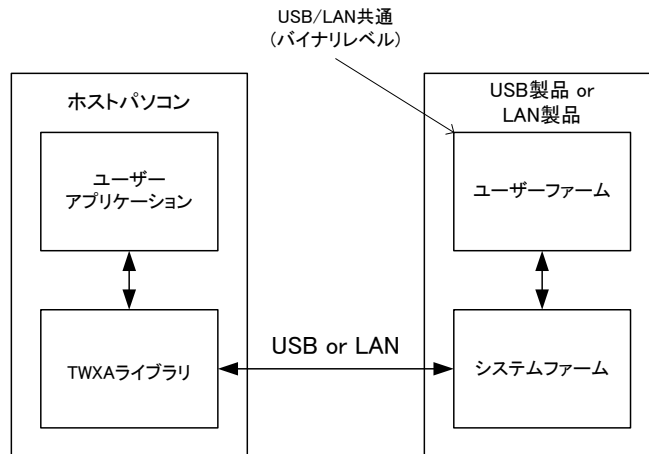 USB/LAN共通
(バイナリレベル)
ホストパソコン
ユーザー
アプリケーション
TWXAライブラリ
USB or LAN
USB製品 or
LAN製品
ユーザーファーム
システムファーム